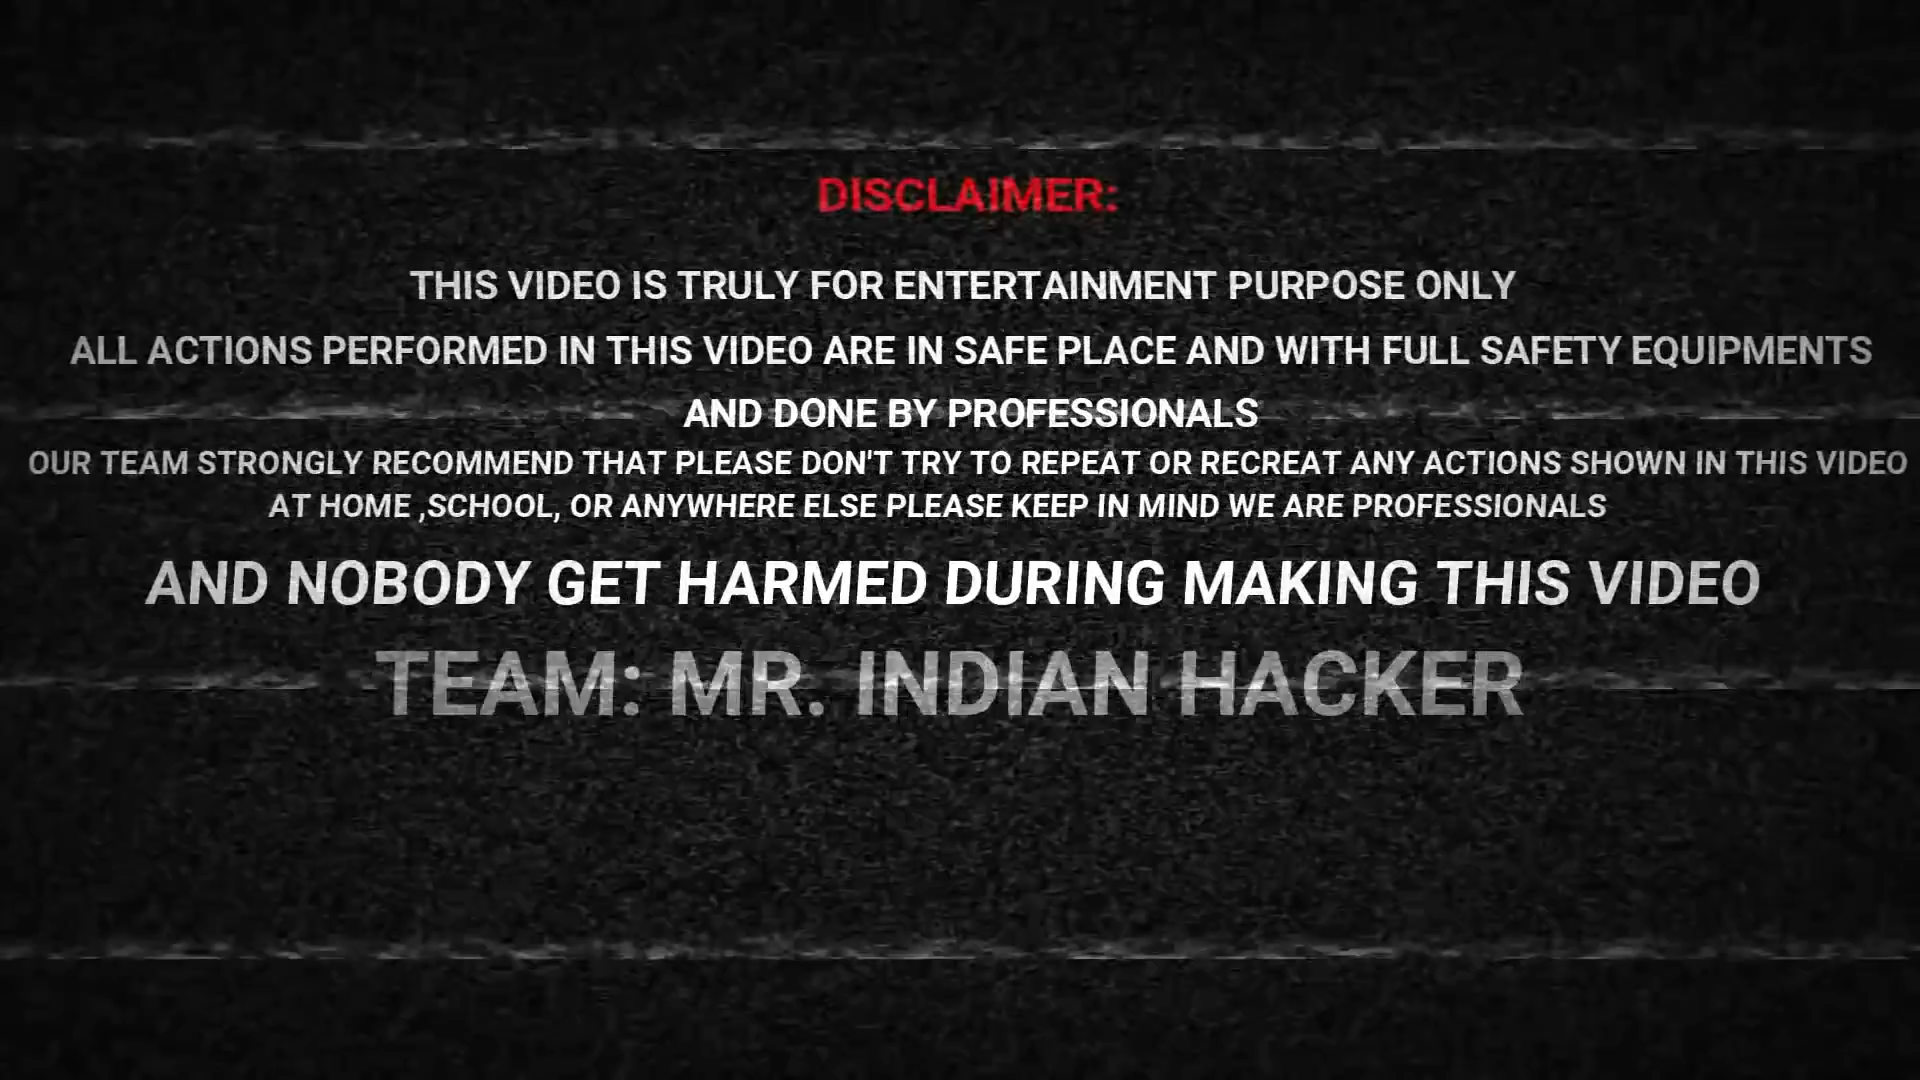 DISCLAIMER:
THIS VIDEO IS TRULY FOR ENTERTAINMENT PURPOSE ONLY
ALL ACTIONS PERFORMED IN THIS VIDEO ARE IN SAFE PLACE AND WITH FULL SAFETY EQUIPMENTS
AND DONE BY PROFESSIONALS
OUR TEAM STRONGLY RECOMMEND THAT PLEASE DON'T TRY TO REPEAT OR RECREAT ANY ACTIONS SHOWN IN THIS VIDEO
AT HOME ,SCHOOL, OR ANYWHERE ELSE PLEASE KEEP IN MIND WE ARE PROFESSIONALS
AND NOBODY GET HARMED DURING MAKING THIS VIDEO
TEAM: MR. INDIAN HACKER